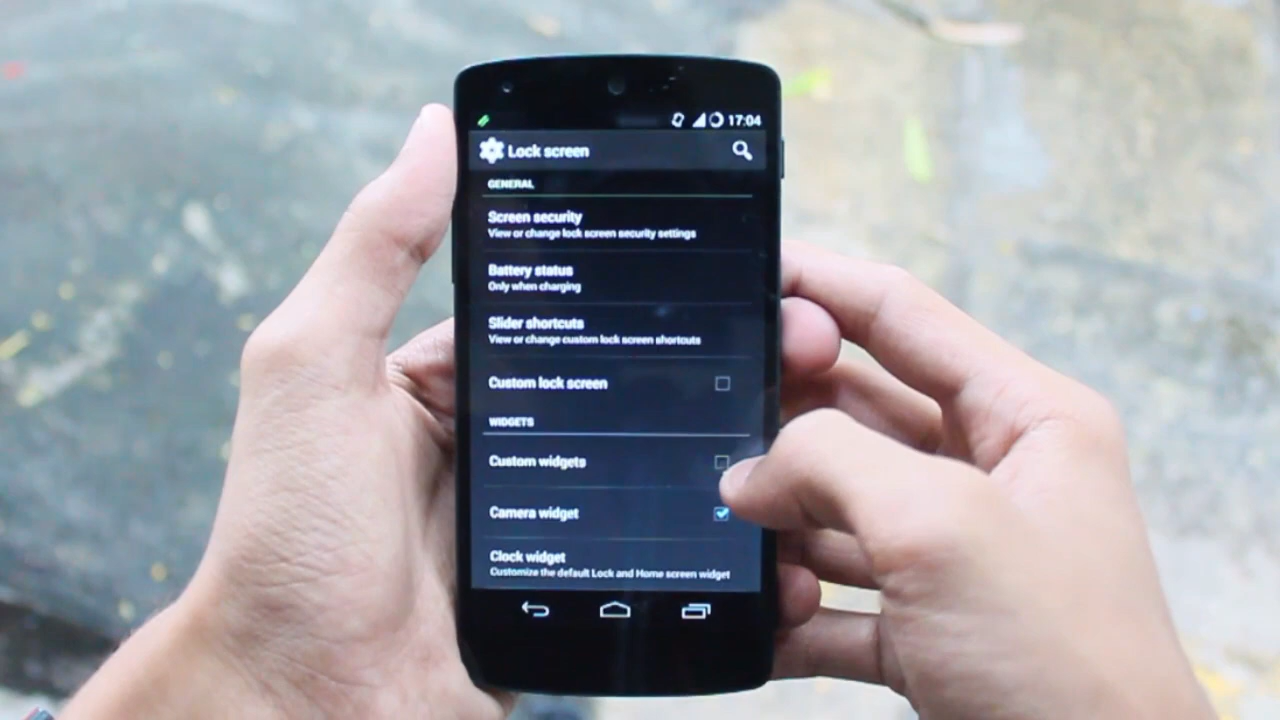 17:04
Lock screen
GENERAL
Screen security
View or change lock screen security settings
Battery status
Only when charging
Slider shortcuts
View or change custom lock screen shortcuts
Custom lock screen
WIDGETS
Custom widgets
Camera widget
Clock widget
Customize the default Lock and Home screen widget